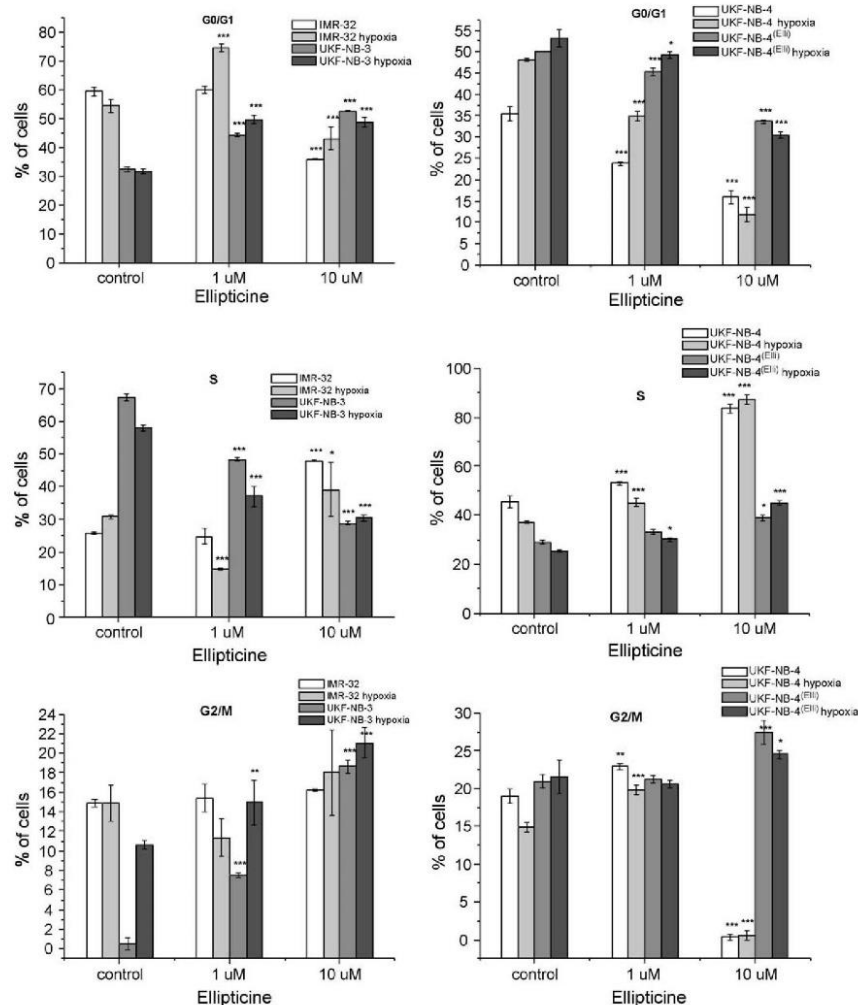 G0/G1
IMR-32
IMR-32 hypoxia
UKF-NB-3
UKF-NB-3 hypoxia
80
70
60
50
40
30
20
10
0
% of cells
***
***
***
***
***
***
***
control
1 uM
10 uM
Ellipticine
G0/G1
UKF-NB-4
UKF-NB-4 hypoxia
UKF-NB-4(Elli)
UKF-NB-4(Elli) hypoxia
55
50
45
40
35
30
25
20
15
10
5
0
% of cells
***
***
***
*
***
***
***
***
control
1 uM
10 uM
Ellipticine
S
IMR-32
IMR-32 hypoxia
UKF-NB-3
UKF-NB-3 hypoxia
70
60
50
40
30
20
10
0
% of cells
***
***
***
***
*
***
***
control
1 uM
10 uM
Ellipticine
S
UKF-NB-4
UKF-NB-4 hypoxia
UKF-NB-4(Elli)
UKF-NB-4(Elli) hypoxia
100
80
60
40
20
0
% of cells
***
***
*
***
***
*
***
control
1 uM
10 uM
Ellipticine
G2/M
IMR-32
IMR-32 hypoxia
UKF-NB-3
UKF-NB-3 hypoxia
24
22
20
18
16
14
12
10
8
6
4
2
0
% of cells
***
**
***
***
control
1 uM
10 uM
Ellipticine
G2/M
UKF-NB-4
UKF-NB-4 hypoxia
UKF-NB-4(Elli)
UKF-NB-4(Elli) hypoxia
30
25
20
15
10
5
0
% of cells
**
***
***
***
***
*
control
1 uM
10 uM
Ellipticine